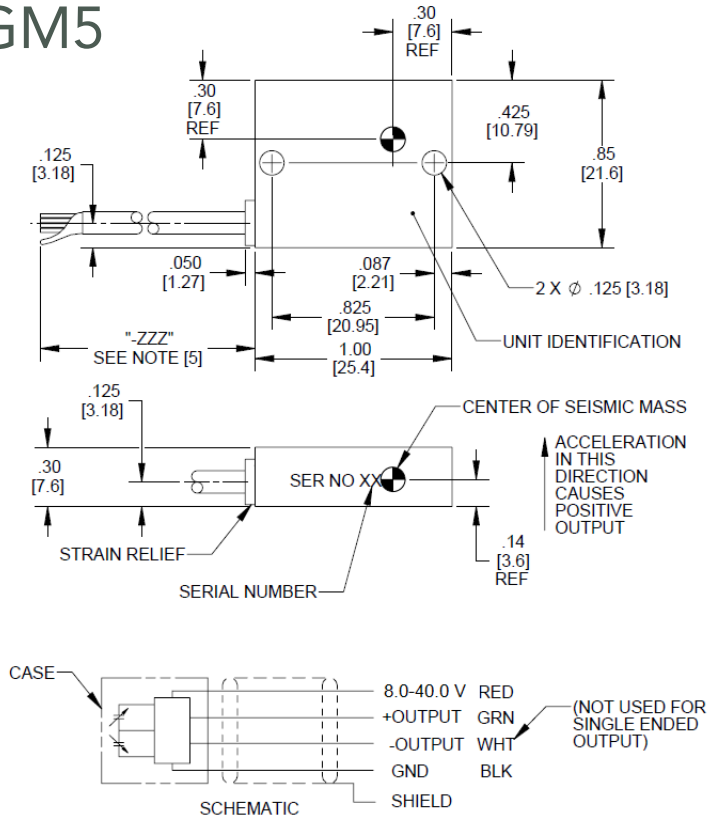 GM5
.30
[7.6]
REF
.30
[7.6]
REF
.425
[10.79]
.85
[21.6]
.125
[3.18]
.050
[1.27]
.087
[2.21]
2 X ⌀ .125 [3.18]
.825
[20.95]
UNIT IDENTIFICATION
"-ZZZ"
SEE NOTE [5]
1.00
[25.4]
.125
[3.18]
CENTER OF SEISMIC MASS
.30
[7.6]
SER NO XX
ACCELERATION
IN THIS
DIRECTION
CAUSES
POSITIVE
OUTPUT
STRAIN RELIEF
.14
[3.6]
REF
SERIAL NUMBER
CASE
8.0-40.0 V RED
+OUTPUT GRN
-OUTPUT WHT
GND BLK
SHIELD
(NOT USED FOR
SINGLE ENDED
OUTPUT)
SCHEMATIC